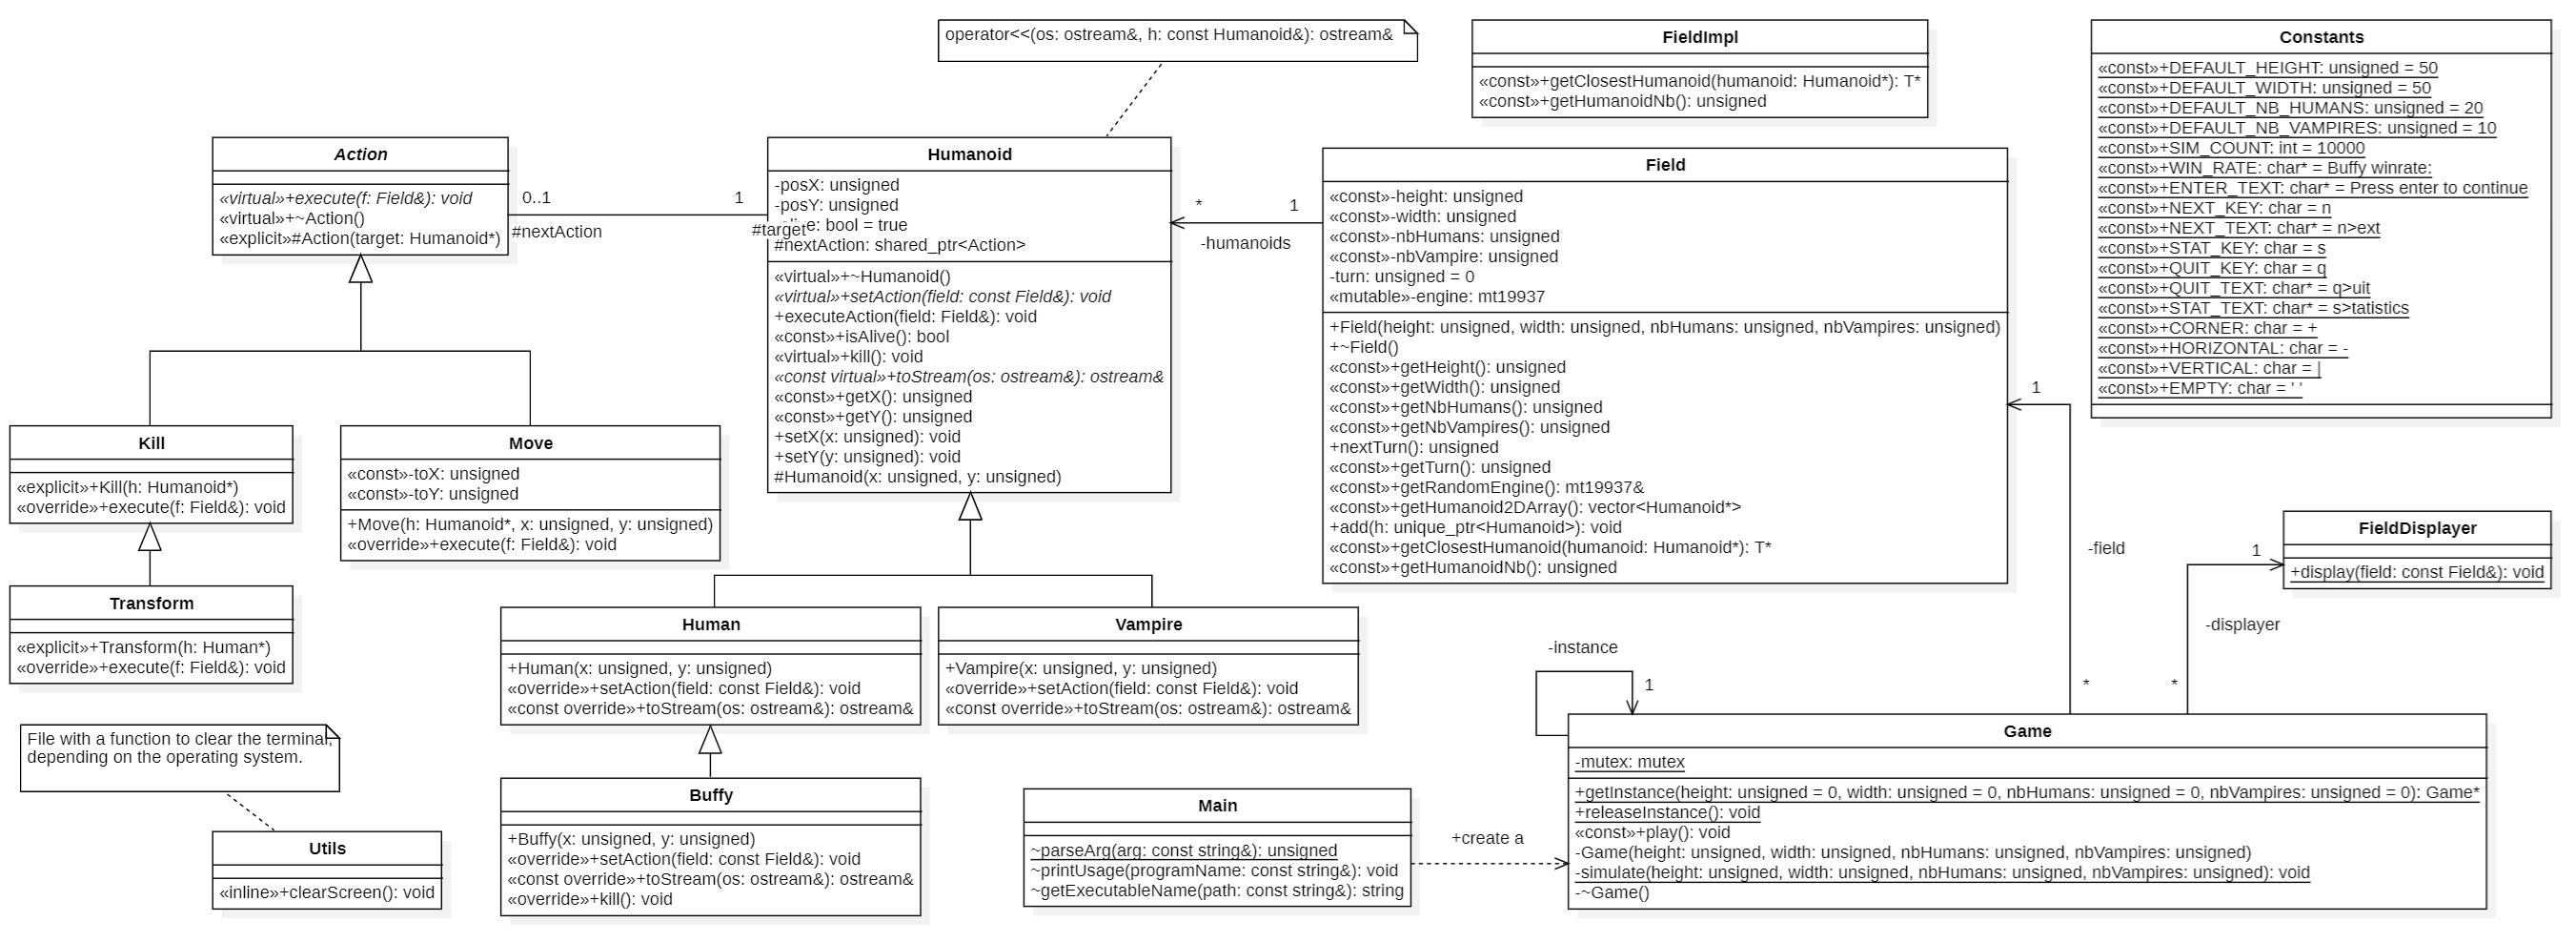 operator<<(os: ostream&, h: const Humanoid&): ostream&
FieldImpl
«const»+getClosestHumanoid(humanoid: Humanoid*): T*
«const»+getHumanoidNb(): unsigned
Constants
«const»+DEFAULT_HEIGHT: unsigned = 50
«const»+DEFAULT_WIDTH: unsigned = 50
«const»+DEFAULT_NB_HUMANS: unsigned = 20
«const»+DEFAULT_NB_VAMPIRES: unsigned = 10
«const»+SIM_COUNT: int = 10000
«const»+WIN_RATE: char* = Buffy winrate:
«const»+ENTER_TEXT: char* = Press enter to continue
«const»+NEXT_KEY: char = n
«const»+NEXT_TEXT: char* = n>ext
«const»+STAT_KEY: char = s
«const»+QUIT_KEY: char = q
«const»+QUIT_TEXT: char* = q>uit
«const»+STAT_TEXT: char* = s>tatistics
«const»+CORNER: char = +
«const»+HORIZONTAL: char = -
«const»+VERTICAL: char = |
«const»+EMPTY: char = ' '
Action
«virtual»+execute(f: Field&): void
«virtual»+~Action()
«explicit»#Action(target: Humanoid*)
0..1
1
#nextAction
#target
Humanoid
-posX: unsigned
-posY: unsigned
e: bool = true
#nextAction: shared_ptr<Action>
«virtual»+~Humanoid()
«virtual»+setAction(field: const Field&): void
+executeAction(field: Field&): void
«const»+isAlive(): bool
«virtual»+kill(): void
«const virtual»+toStream(os: ostream&): ostream&
«const»+getX(): unsigned
«const»+getY(): unsigned
+setX(x: unsigned): void
+setY(y: unsigned): void
#Humanoid(x: unsigned, y: unsigned)
*
1
-humanoids
Field
«const»-height: unsigned
«const»-width: unsigned
«const»-nbHumans: unsigned
«const»-nbVampire: unsigned
-turn: unsigned = 0
«mutable»-engine: mt19937
+Field(height: unsigned, width: unsigned, nbHumans: unsigned, nbVampires: unsigned)
+~Field()
«const»+getHeight(): unsigned
«const»+getWidth(): unsigned
«const»+getNbHumans(): unsigned
«const»+getNbVampires(): unsigned
+nextTurn(): unsigned
«const»+getTurn(): unsigned
«const»+getRandomEngine(): mt19937&
«const»+getHumanoid2DArray(): vector<Humanoid*>
+add(h: unique_ptr<Humanoid>): void
«const»+getClosestHumanoid(humanoid: Humanoid*): T*
«const»+getHumanoidNb(): unsigned
1
-field
*
Kill
«explicit»+Kill(h: Humanoid*)
«override»+execute(f: Field&): void
Move
«const»-toX: unsigned
«const»-toY: unsigned
+Move(h: Humanoid*, x: unsigned, y: unsigned)
«override»+execute(f: Field&): void
Transform
«explicit»+Transform(h: Human*)
«override»+execute(f: Field&): void
Human
+Human(x: unsigned, y: unsigned)
«override»+setAction(field: const Field&): void
«const override»+toStream(os: ostream&): ostream&
Vampire
+Vampire(x: unsigned, y: unsigned)
«override»+setAction(field: const Field&): void
«const override»+toStream(os: ostream&): ostream&
FieldDisplayer
+display(field: const Field&): void
1
-displayer
*
-instance
1
File with a function to clear the terminal,
depending on the operating system.
Utils
«inline»+clearScreen(): void
Buffy
+Buffy(x: unsigned, y: unsigned)
«override»+setAction(field: const Field&): void
«const override»+toStream(os: ostream&): ostream&
«override»+kill(): void
Main
~parseArg(arg: const string&): unsigned
~printUsage(programName: const string&): void
~getExecutableName(path: const string&): string
+create a
Game
-mutex: mutex
+getInstance(height: unsigned = 0, width: unsigned = 0, nbHumans: unsigned = 0, nbVampires: unsigned = 0): Game*
+releaseInstance(): void
«const»+play(): void
-Game(height: unsigned, width: unsigned, nbHumans: unsigned, nbVampires: unsigned)
-simulate(height: unsigned, width: unsigned, nbHumans: unsigned, nbVampires: unsigned): void
-~Game()